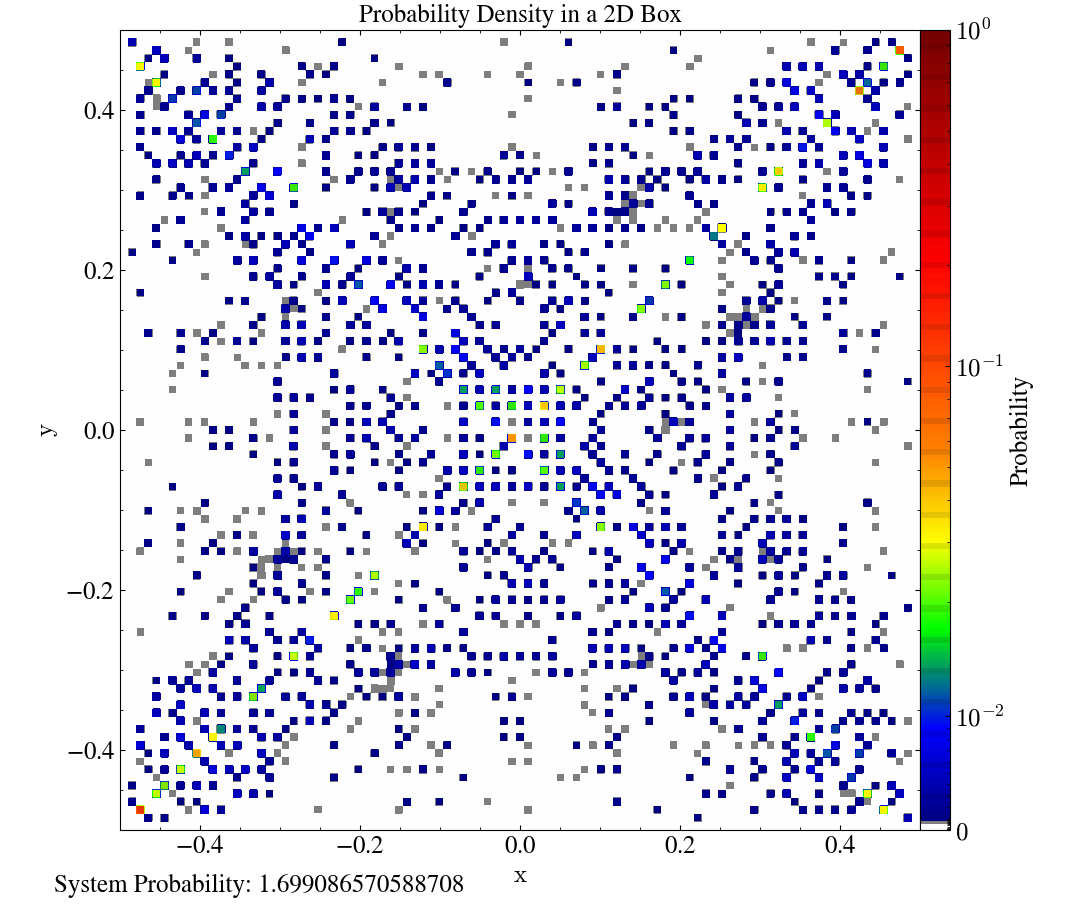 Probability Density in a 2D Box
10^0
10^-1
10^-2
0
Probability
y
0.4
0.2
0.0
−0.2
−0.4
−0.4 −0.2 0.0 0.2 0.4
x
System Probability: 1.699086570588708